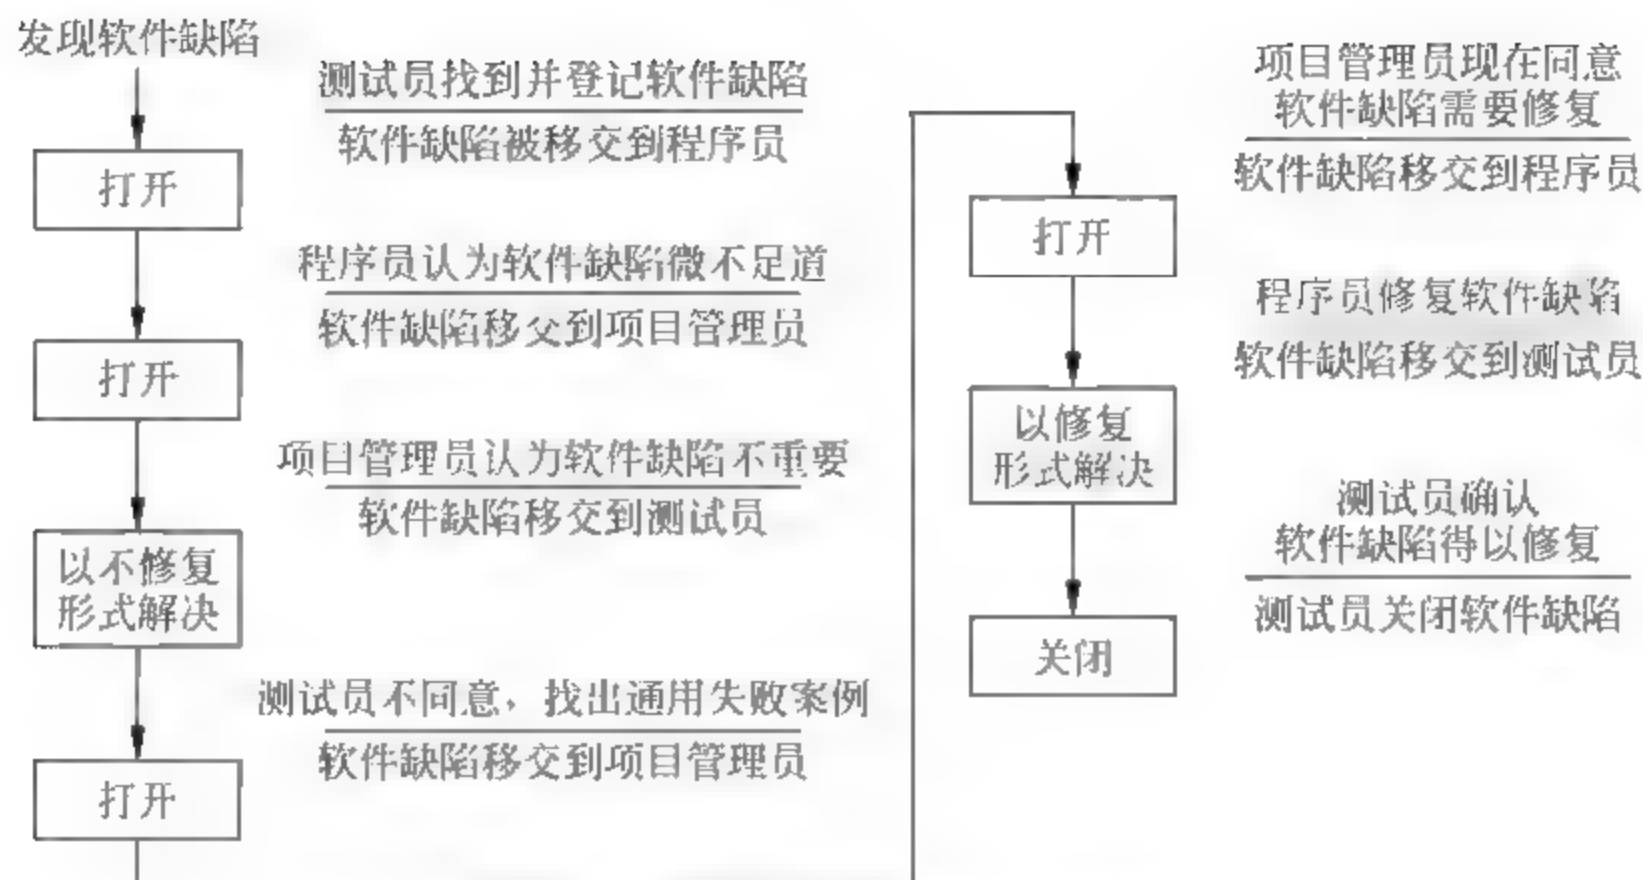 发现软件缺陷
测试员找到并登记软件缺陷
软件缺陷被移交到程序员
打开
程序员认为软件缺陷微不足道
软件缺陷移交到项目管理员
打开
项目管理员认为软件缺陷不重要
软件缺陷移交到测试员
以不修复
形式解决
测试员不同意，找出通用失败案例
软件缺陷移交到项目管理员
打开
项目管理员现在同意
软件缺陷需要修复
软件缺陷移交到程序员
打开
程序员修复软件缺陷
软件缺陷移交到测试员
以修复
形式解决
测试员确认
软件缺陷得以修复
测试员关闭软件缺陷
关闭